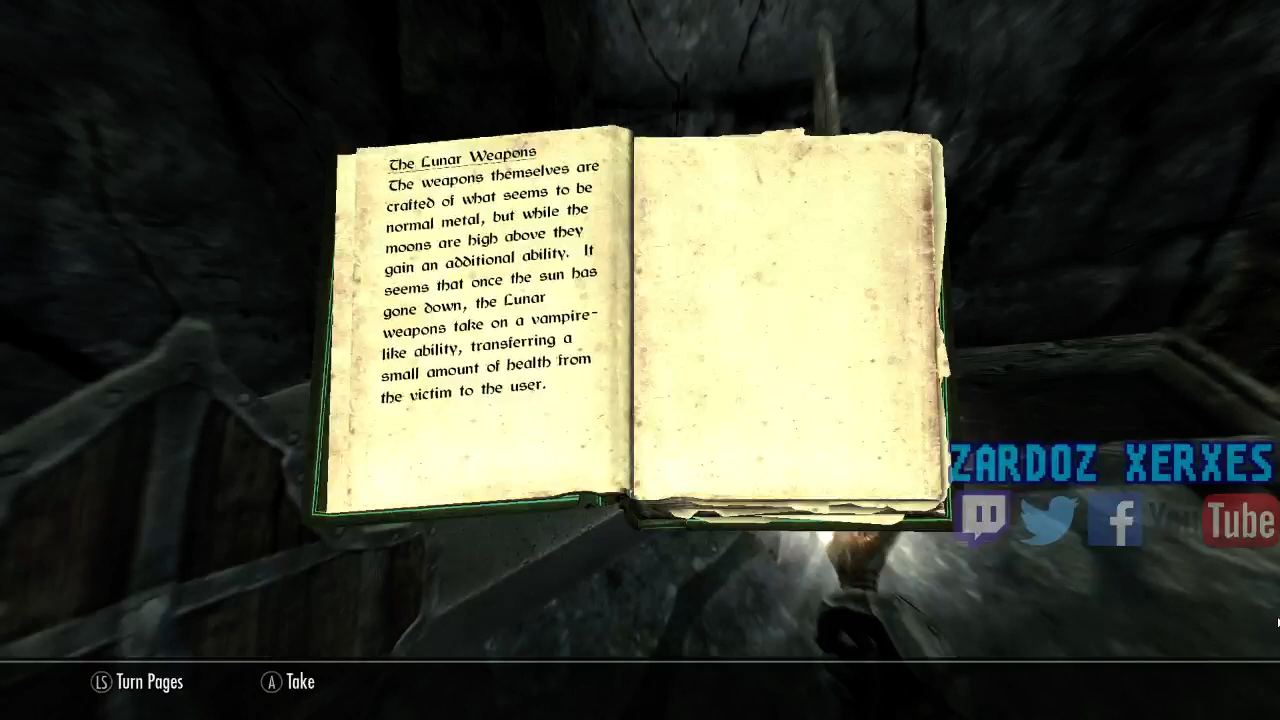 The Lunar Weapons
The weapons themselves are
crafted of what seems to be
normal metal, but while the
moons are high above they
gain an additional ability. It
seems that once the sun has
gone down, the Lunar
weapons take on a vampire-
like ability, transferring a
small amount of health from
the victim to the user.
ZARDOZ XERXES
f You Tube
LS Turn Pages
A Take